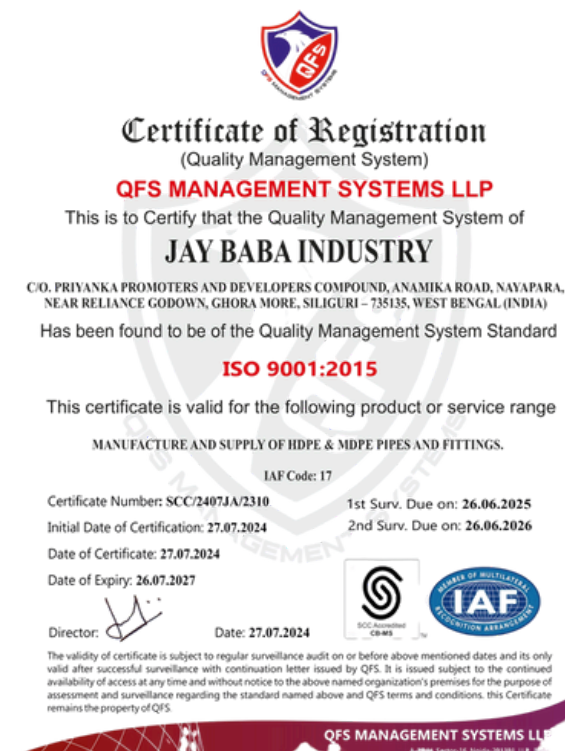 QFS
QFS MANAGEMENT SYSTEMS
Certificate of Registration
(Quality Management System)
QFS MANAGEMENT SYSTEMS LLP
This is to Certify that the Quality Management System of
JAY BABA INDUSTRY
C/O. PRIYANKA PROMOTERS AND DEVELOPERS COMPOUND, ANAMIKA ROAD, NAYAPARA,
NEAR RELIANCE GODOWN, GHORA MORE, SILIGURI – 735135, WEST BENGAL (INDIA)
Has been found to be of the Quality Management System Standard
ISO 9001:2015
This certificate is valid for the following product or service range
MANUFACTURE AND SUPPLY OF HDPE & MDPE PIPES AND FITTINGS.
IAF Code: 17
Certificate Number: SCC/2407JA/2310
1st Surv. Due on: 26.06.2025
Initial Date of Certification: 27.07.2024
2nd Surv. Due on: 26.06.2026
Date of Certificate: 27.07.2024
Date of Expiry: 26.07.2027
SCC Accredited
CB-MS
MEMBER OF MULTILATERAL
IAF
RECOGNITION ARRANGEMENT
Director:
Date: 27.07.2024
The validity of certificate is subject to regular surveillance audit on or before above mentioned dates and its only
valid after successful surveillance with continuation letter issued by QFS. It is issued subject to the continued
availability of access at any time and without notice to the above named organization's premises for the purpose of
assessment and surveillance regarding the standard named above and QFS terms and conditions. this Certificate
remains the property of QFS.
QFS MANAGEMENT SYSTEMS